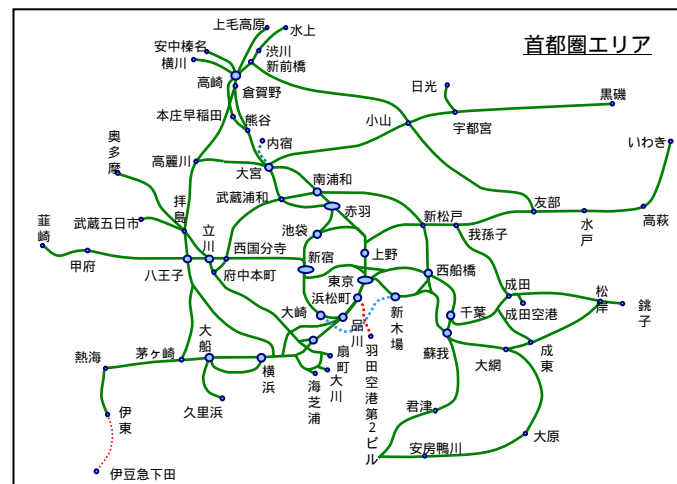 首都圏エリア
上毛高原
水上
安中榛名
渋川
横川
新前橋
高崎
倉賀野
日光
黒磯
本庄早稲田
熊谷
小山
宇都宮
いわき
奥多摩
内宿
高麗川
大宮
南浦和
武蔵浦和
赤羽
拝島
韮崎
武蔵五日市
立川
池袋
新松戸
我孫子
友部
水戸
高萩
西国分寺
新宿
上野
甲府
八王子
府中本町
東京
西船橋
浜松町
成田
松岸
大崎
品川
新木場
千葉
成田空港
銚子
熱海
茅ヶ崎
大船
横浜
扇町
大川
海芝浦
羽田空港第2ビル
蘇我
大網
成東
伊東
久里浜
君津
大原
安房鴨川
伊豆急下田